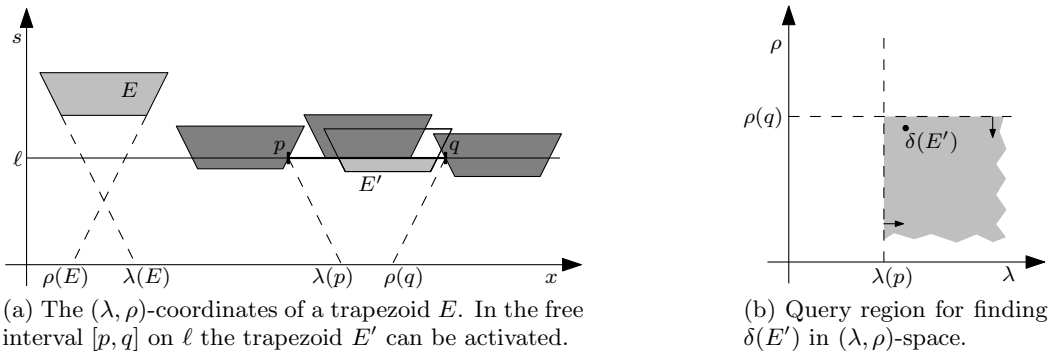 s
E
p
q
ℓ
E′
ρ(E)
λ(E)
λ(p)
ρ(q)
x
(a) The (λ, ρ)-coordinates of a trapezoid E. In the free
interval [p, q] on ℓ the trapezoid E′ can be activated.
ρ
ρ(q)
δ(E′)
λ(p)
λ
(b) Query region for finding
δ(E′) in (λ, ρ)-space.